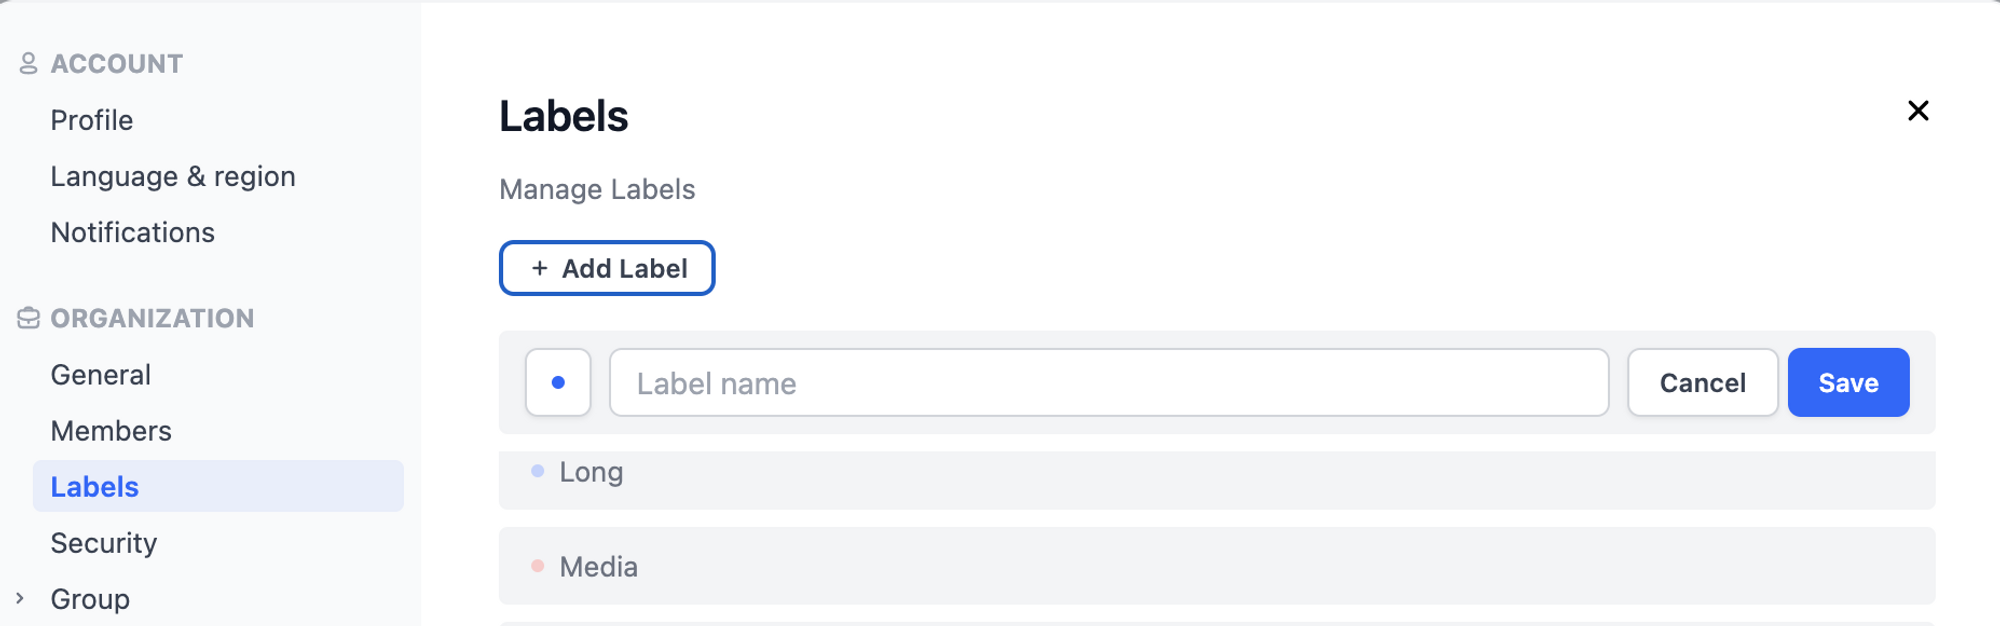 ACCOUNT
Profile
Language & region
Notifications
ORGANIZATION
General
Members
Labels
Security
Group
Labels
Manage Labels
+ Add Label
Label name
Cancel
Save
Long
Media